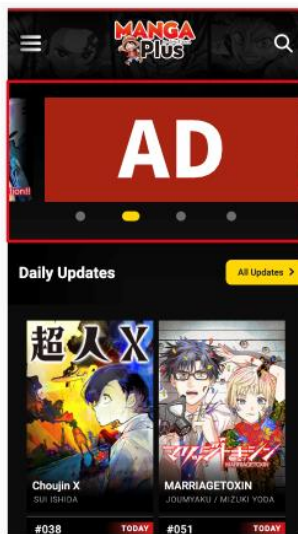 MANGA
Plus
ion!!
AD
Daily Updates
All Updates >
超人X
マリッジトキシン
MARRIAGETOXIN
Choujin X
SUI ISHIDA
MARRIAGETOXIN
JOUMYAKU / MIZUKI YODA
#038
TODAY
#051
TODAY